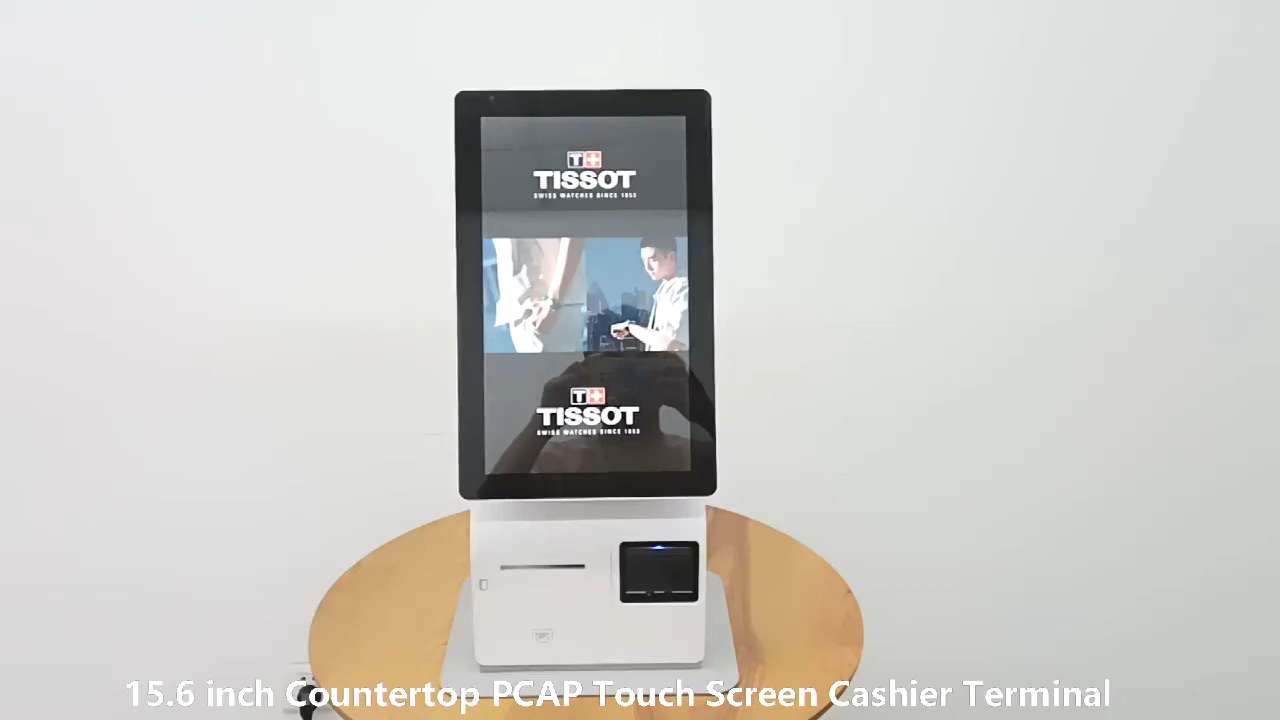 T+
TISSOT
SWISS WATCHES SINCE 1853
T+
TISSOT
SWISS WATCHES SINCE 1853
15.6 inch Countertop PCAP Touch Screen Cashier Terminal